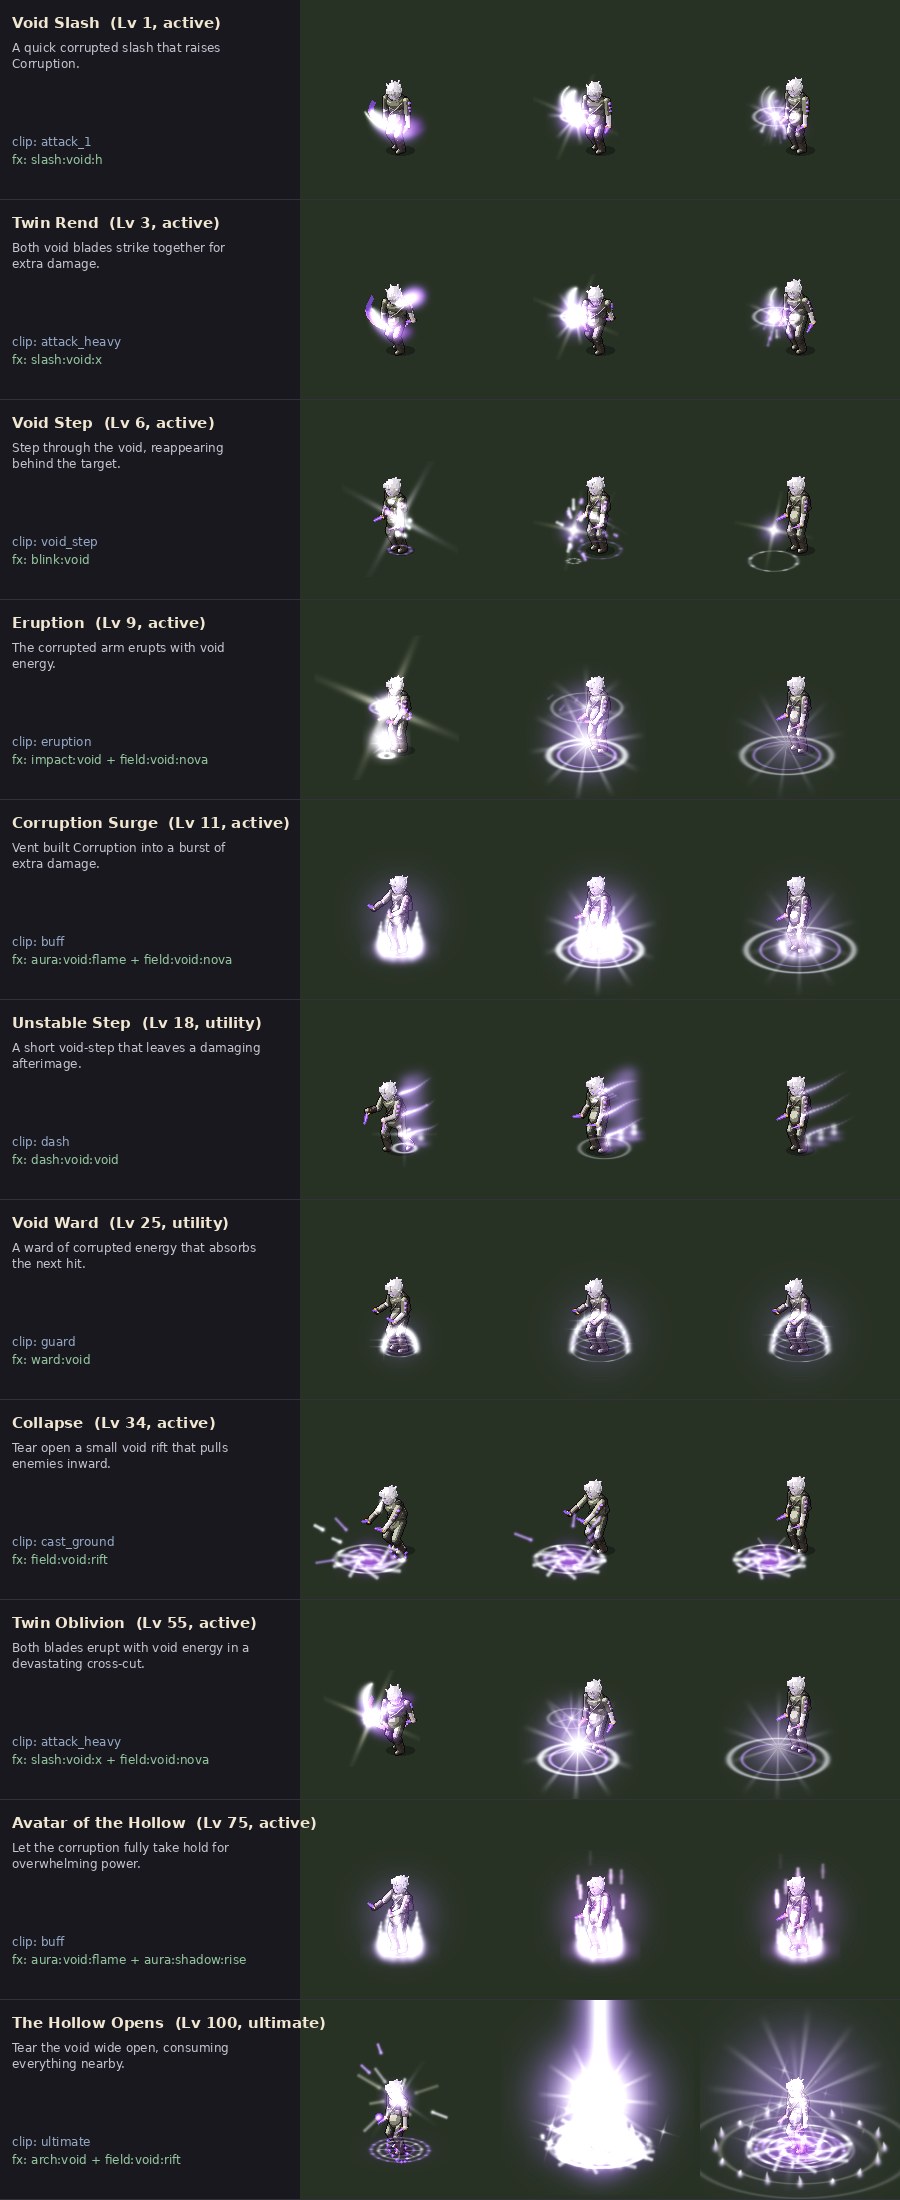 Void Slash (Lv 1, active)
A quick corrupted slash that raises
Corruption.
clip: attack_1
fx: slash:void:h
Twin Rend (Lv 3, active)
Both void blades strike together for
extra damage.
clip: attack_heavy
fx: slash:void:x
Void Step (Lv 6, active)
Step through the void, reappearing
behind the target.
clip: void_step
fx: blink:void
Eruption (Lv 9, active)
The corrupted arm erupts with void
energy.
clip: eruption
fx: impact:void + field:void:nova
Corruption Surge (Lv 11, active)
Vent built Corruption into a burst of
extra damage.
clip: buff
fx: aura:void:flame + field:void:nova
Unstable Step (Lv 18, utility)
A short void-step that leaves a damaging
afterimage.
clip: dash
fx: dash:void:void
Void Ward (Lv 25, utility)
A ward of corrupted energy that absorbs
the next hit.
clip: guard
fx: ward:void
Collapse (Lv 34, active)
Tear open a small void rift that pulls
enemies inward.
clip: cast_ground
fx: field:void:rift
Twin Oblivion (Lv 55, active)
Both blades erupt with void energy in a
devastating cross-cut.
clip: attack_heavy
fx: slash:void:x + field:void:nova
Avatar of the Hollow (Lv 75, active)
Let the corruption fully take hold for
overwhelming power.
clip: buff
fx: aura:void:flame + aura:shadow:rise
The Hollow Opens (Lv 100, ultimate)
Tear the void wide open, consuming
everything nearby.
clip: ultimate
fx: arch:void + field:void:rift